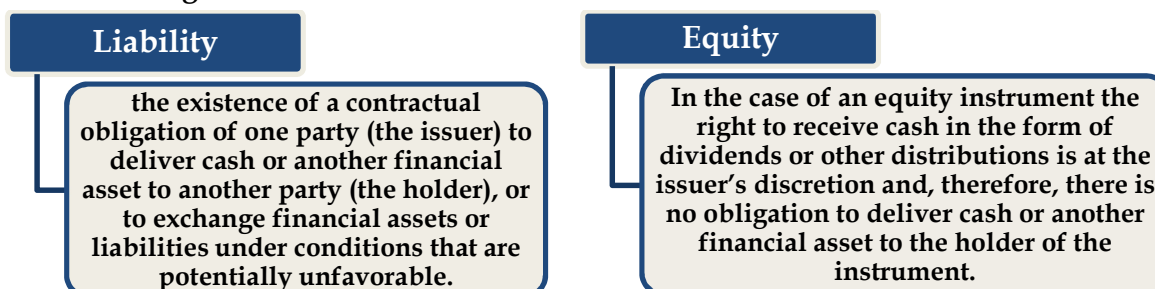 Liability
the existence of a contractual
obligation of one party (the issuer) to
deliver cash or another financial
asset to another party (the holder), or
to exchange financial assets or
liabilities under conditions that are
potentially unfavorable.
Equity
In the case of an equity instrument the
right to receive cash in the form of
dividends or other distributions is at the
issuer’s discretion and, therefore, there is
no obligation to deliver cash or another
financial asset to the holder of the
instrument.